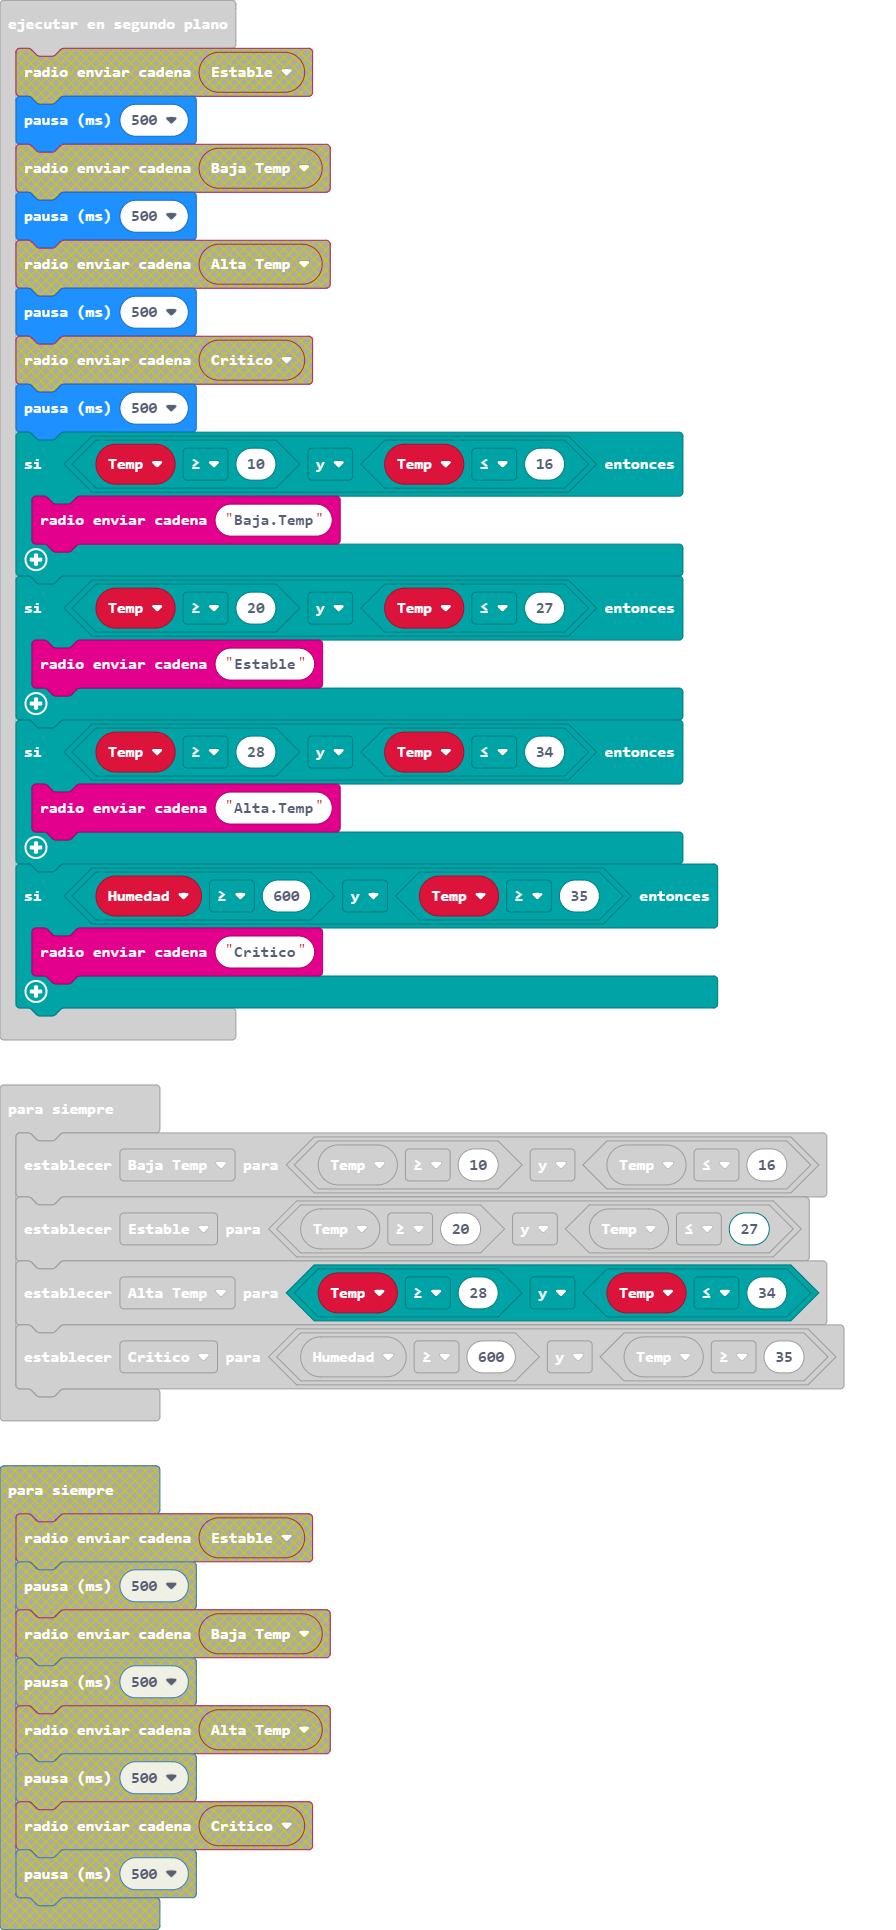 ejecutar en segundo plano
radio enviar cadena Estable
pausa (ms) 500
radio enviar cadena Baja Temp
pausa (ms) 500
radio enviar cadena Alta Temp
pausa (ms) 500
radio enviar cadena Critico
pausa (ms) 500
si Temp ≥ 10 y Temp ≤ 16 entonces
radio enviar cadena "Baja.Temp"
si Temp ≥ 20 y Temp ≤ 27 entonces
radio enviar cadena "Estable"
si Temp ≥ 28 y Temp ≤ 34 entonces
radio enviar cadena "Alta.Temp"
si Humedad ≥ 600 y Temp ≥ 35 entonces
radio enviar cadena "Critico"
para siempre
establecer Baja Temp para Temp ≥ 10 y Temp ≤ 16
establecer Estable para Temp ≥ 20 y Temp ≤ 27
establecer Alta Temp para Temp ≥ 28 y Temp ≤ 34
establecer Critico para Humedad ≥ 600 y Temp ≥ 35
para siempre
radio enviar cadena Estable
pausa (ms) 500
radio enviar cadena Baja Temp
pausa (ms) 500
radio enviar cadena Alta Temp
pausa (ms) 500
radio enviar cadena Critico
pausa (ms) 500